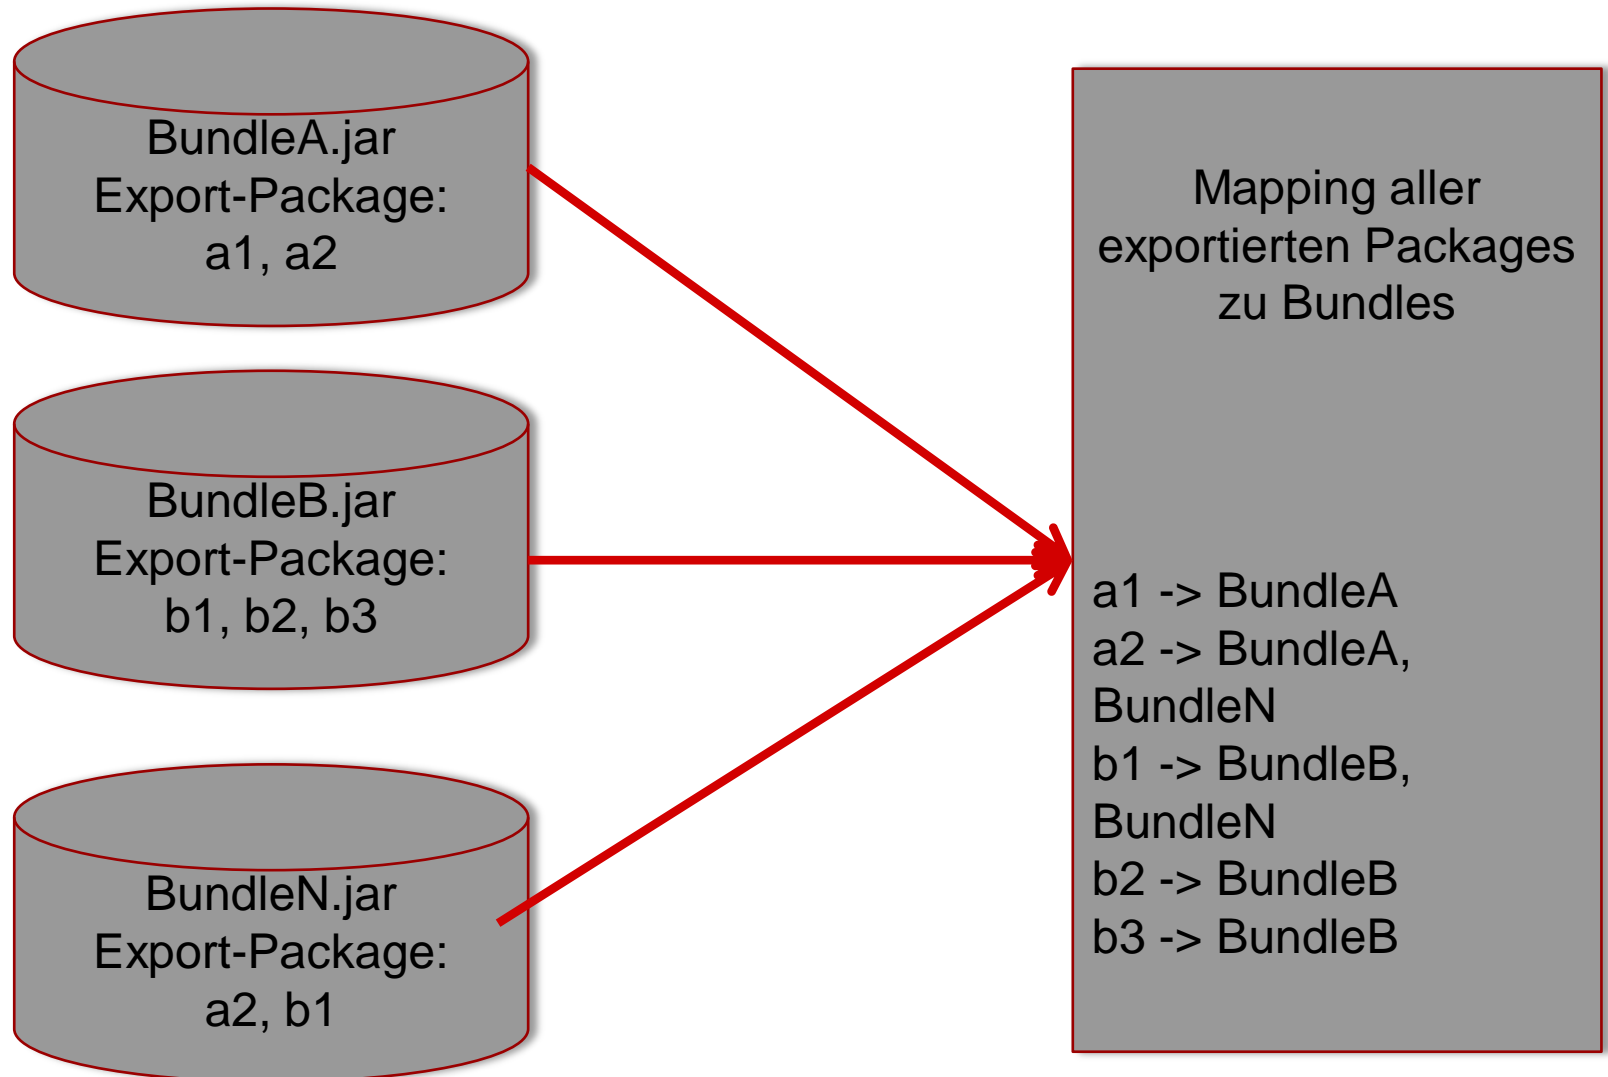 BundleA.jar
Export-Package:
a1, a2
BundleB.jar
Export-Package:
b1, b2, b3
BundleN.jar
Export-Package:
a2, b1
Mapping aller
exportierten Packages
zu Bundles
a1 -> BundleA
a2 -> BundleA,
BundleN
b1 -> BundleB,
BundleN
b2 -> BundleB
b3 -> BundleB